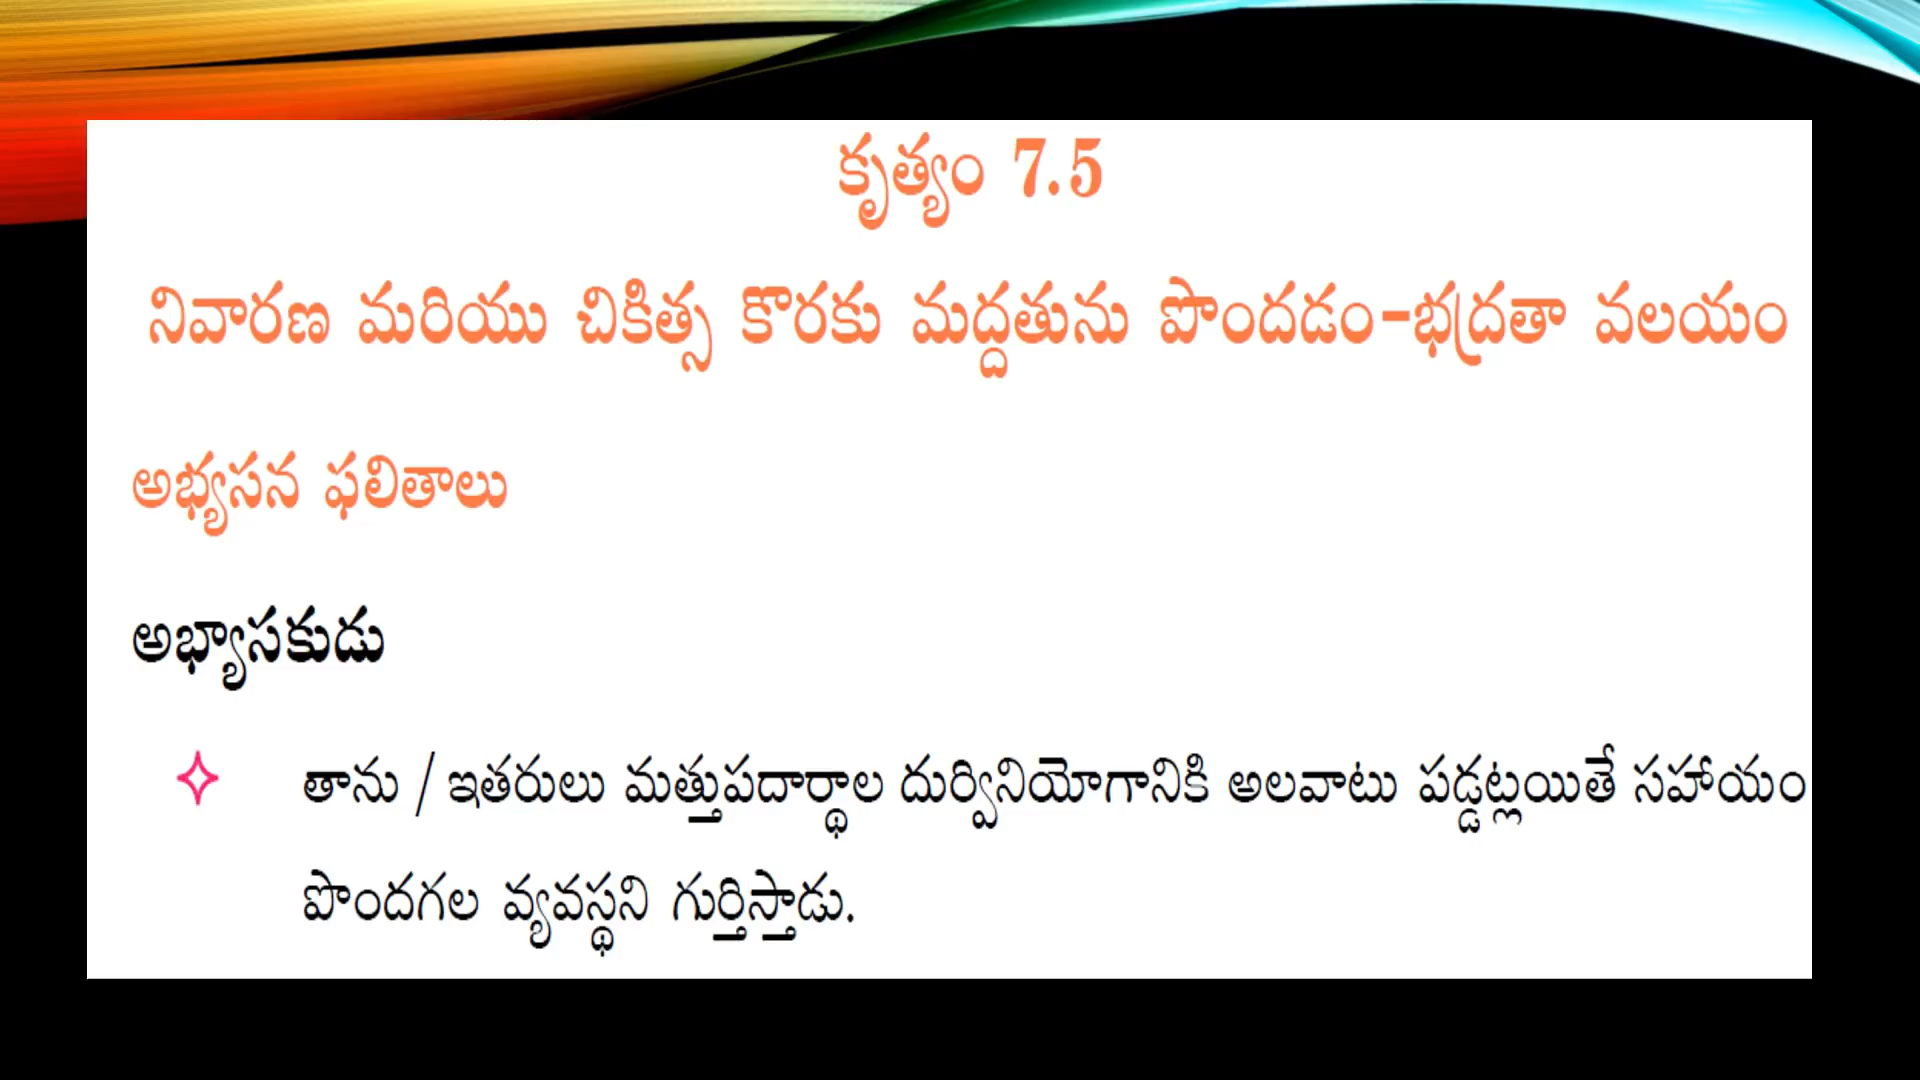 కృత్యం 7.5
నివారణ మరియు చికిత్స కొరకు మద్దతును పొందడం-భద్రతా వలయం
అభ్యసన ఫలితాలు
అభ్యాసకుడు
తాను / ఇతరులు మత్తుపదార్థాల దుర్వినియోగానికి అలవాటు పడ్డట్లయితే సహాయం
పొందగల వ్యవస్థని గుర్తిస్తాడు.